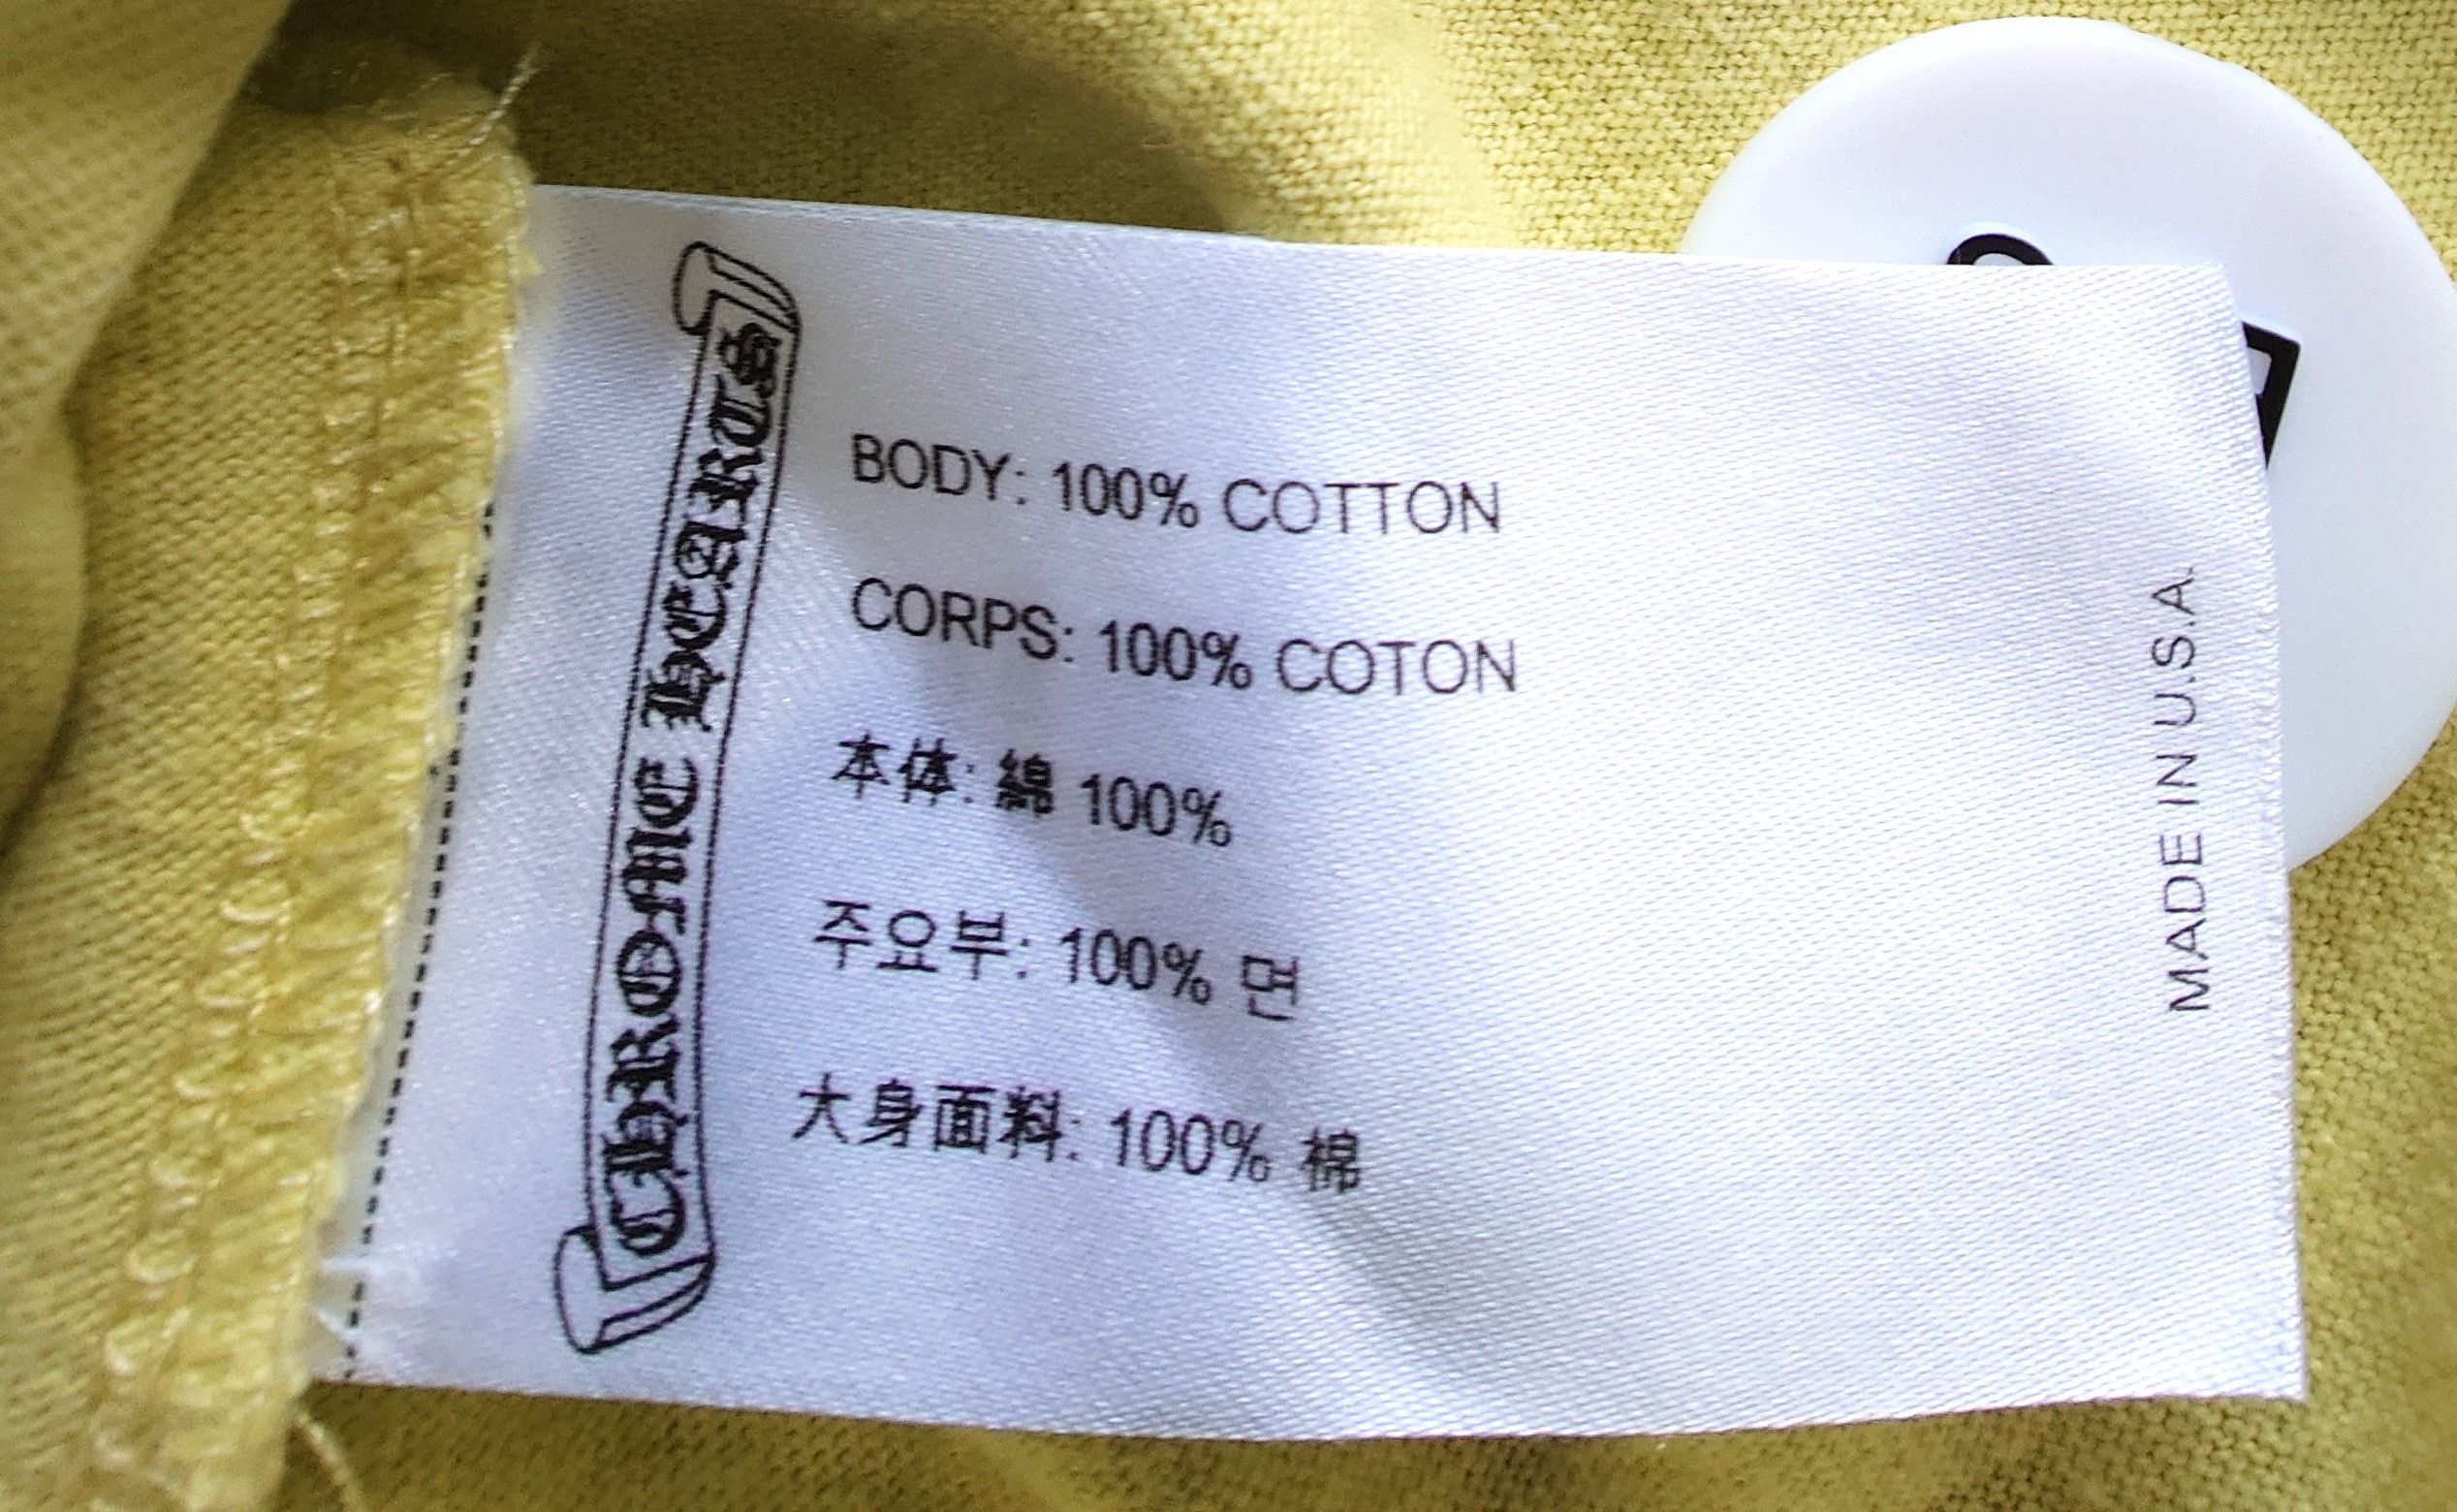 CHROME HEARTS
BODY: 100% COTTON
CORPS: 100% COTON
本体: 綿 100%
주요부: 100% 면
大身面料: 100% 棉
MADE IN U.S.A.